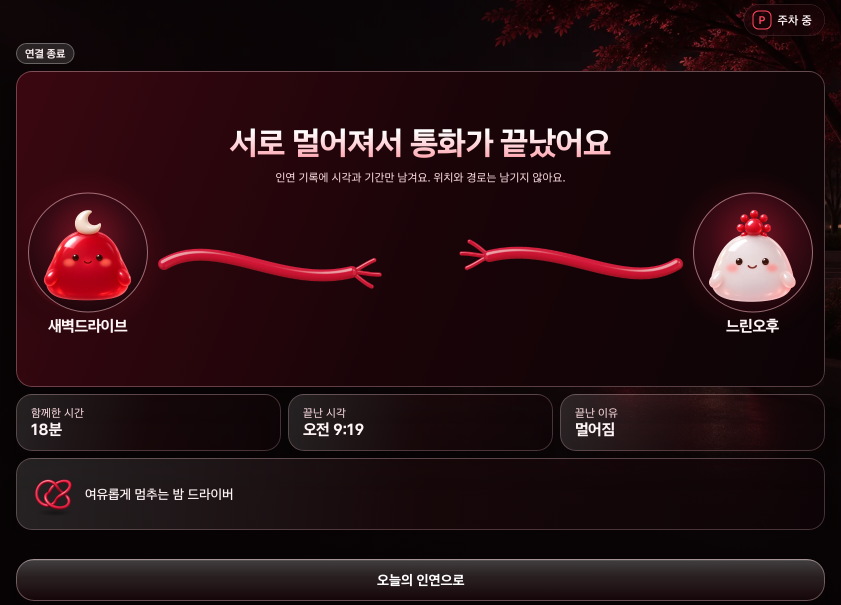 P 주차 중
연결 종료
서로 멀어져서 통화가 끝났어요
인연 기록에 시각과 기간만 남겨요. 위치와 경로는 남기지 않아요.
새벽드라이브
느린오후
함께한 시간
18분
끝난 시각
오전 9:19
끝난 이유
멀어짐
여유롭게 멈추는 밤 드라이버
오늘의 인연으로